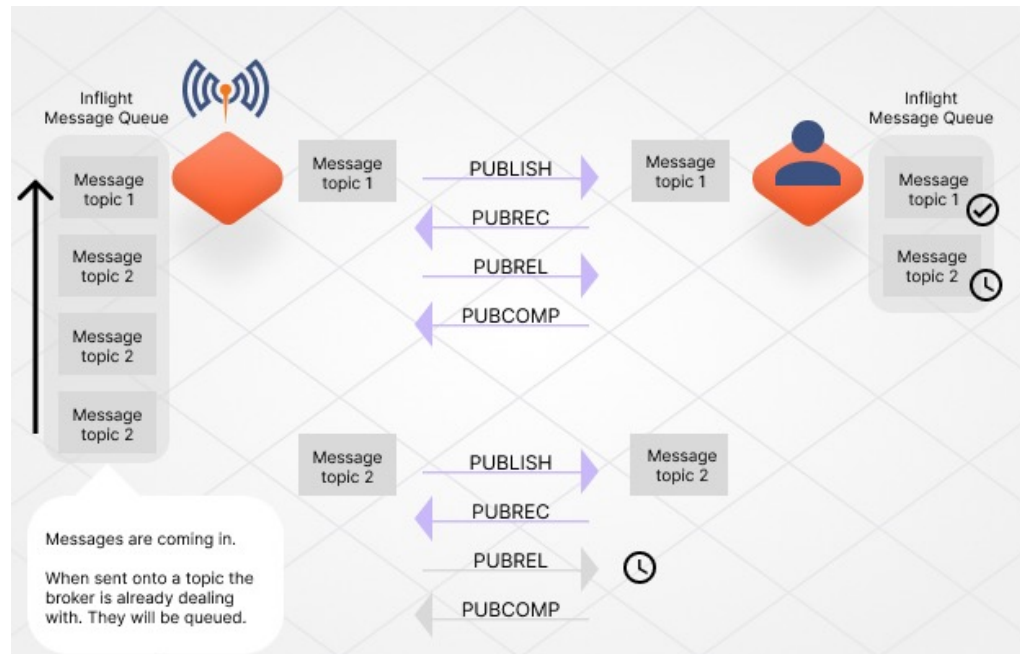 Inflight
Message Queue
Message
topic 1
Message
topic 2
Message
topic 2
Message
topic 2
Messages are coming in.
When sent onto a topic the
broker is already dealing
with. They will be queued.
Message
topic 1
PUBLISH
PUBREC
PUBREL
PUBCOMP
Message
topic 1
Inflight
Message Queue
Message
topic 1
Message
topic 2
Message
topic 2
PUBLISH
PUBREC
PUBREL
PUBCOMP
Message
topic 2